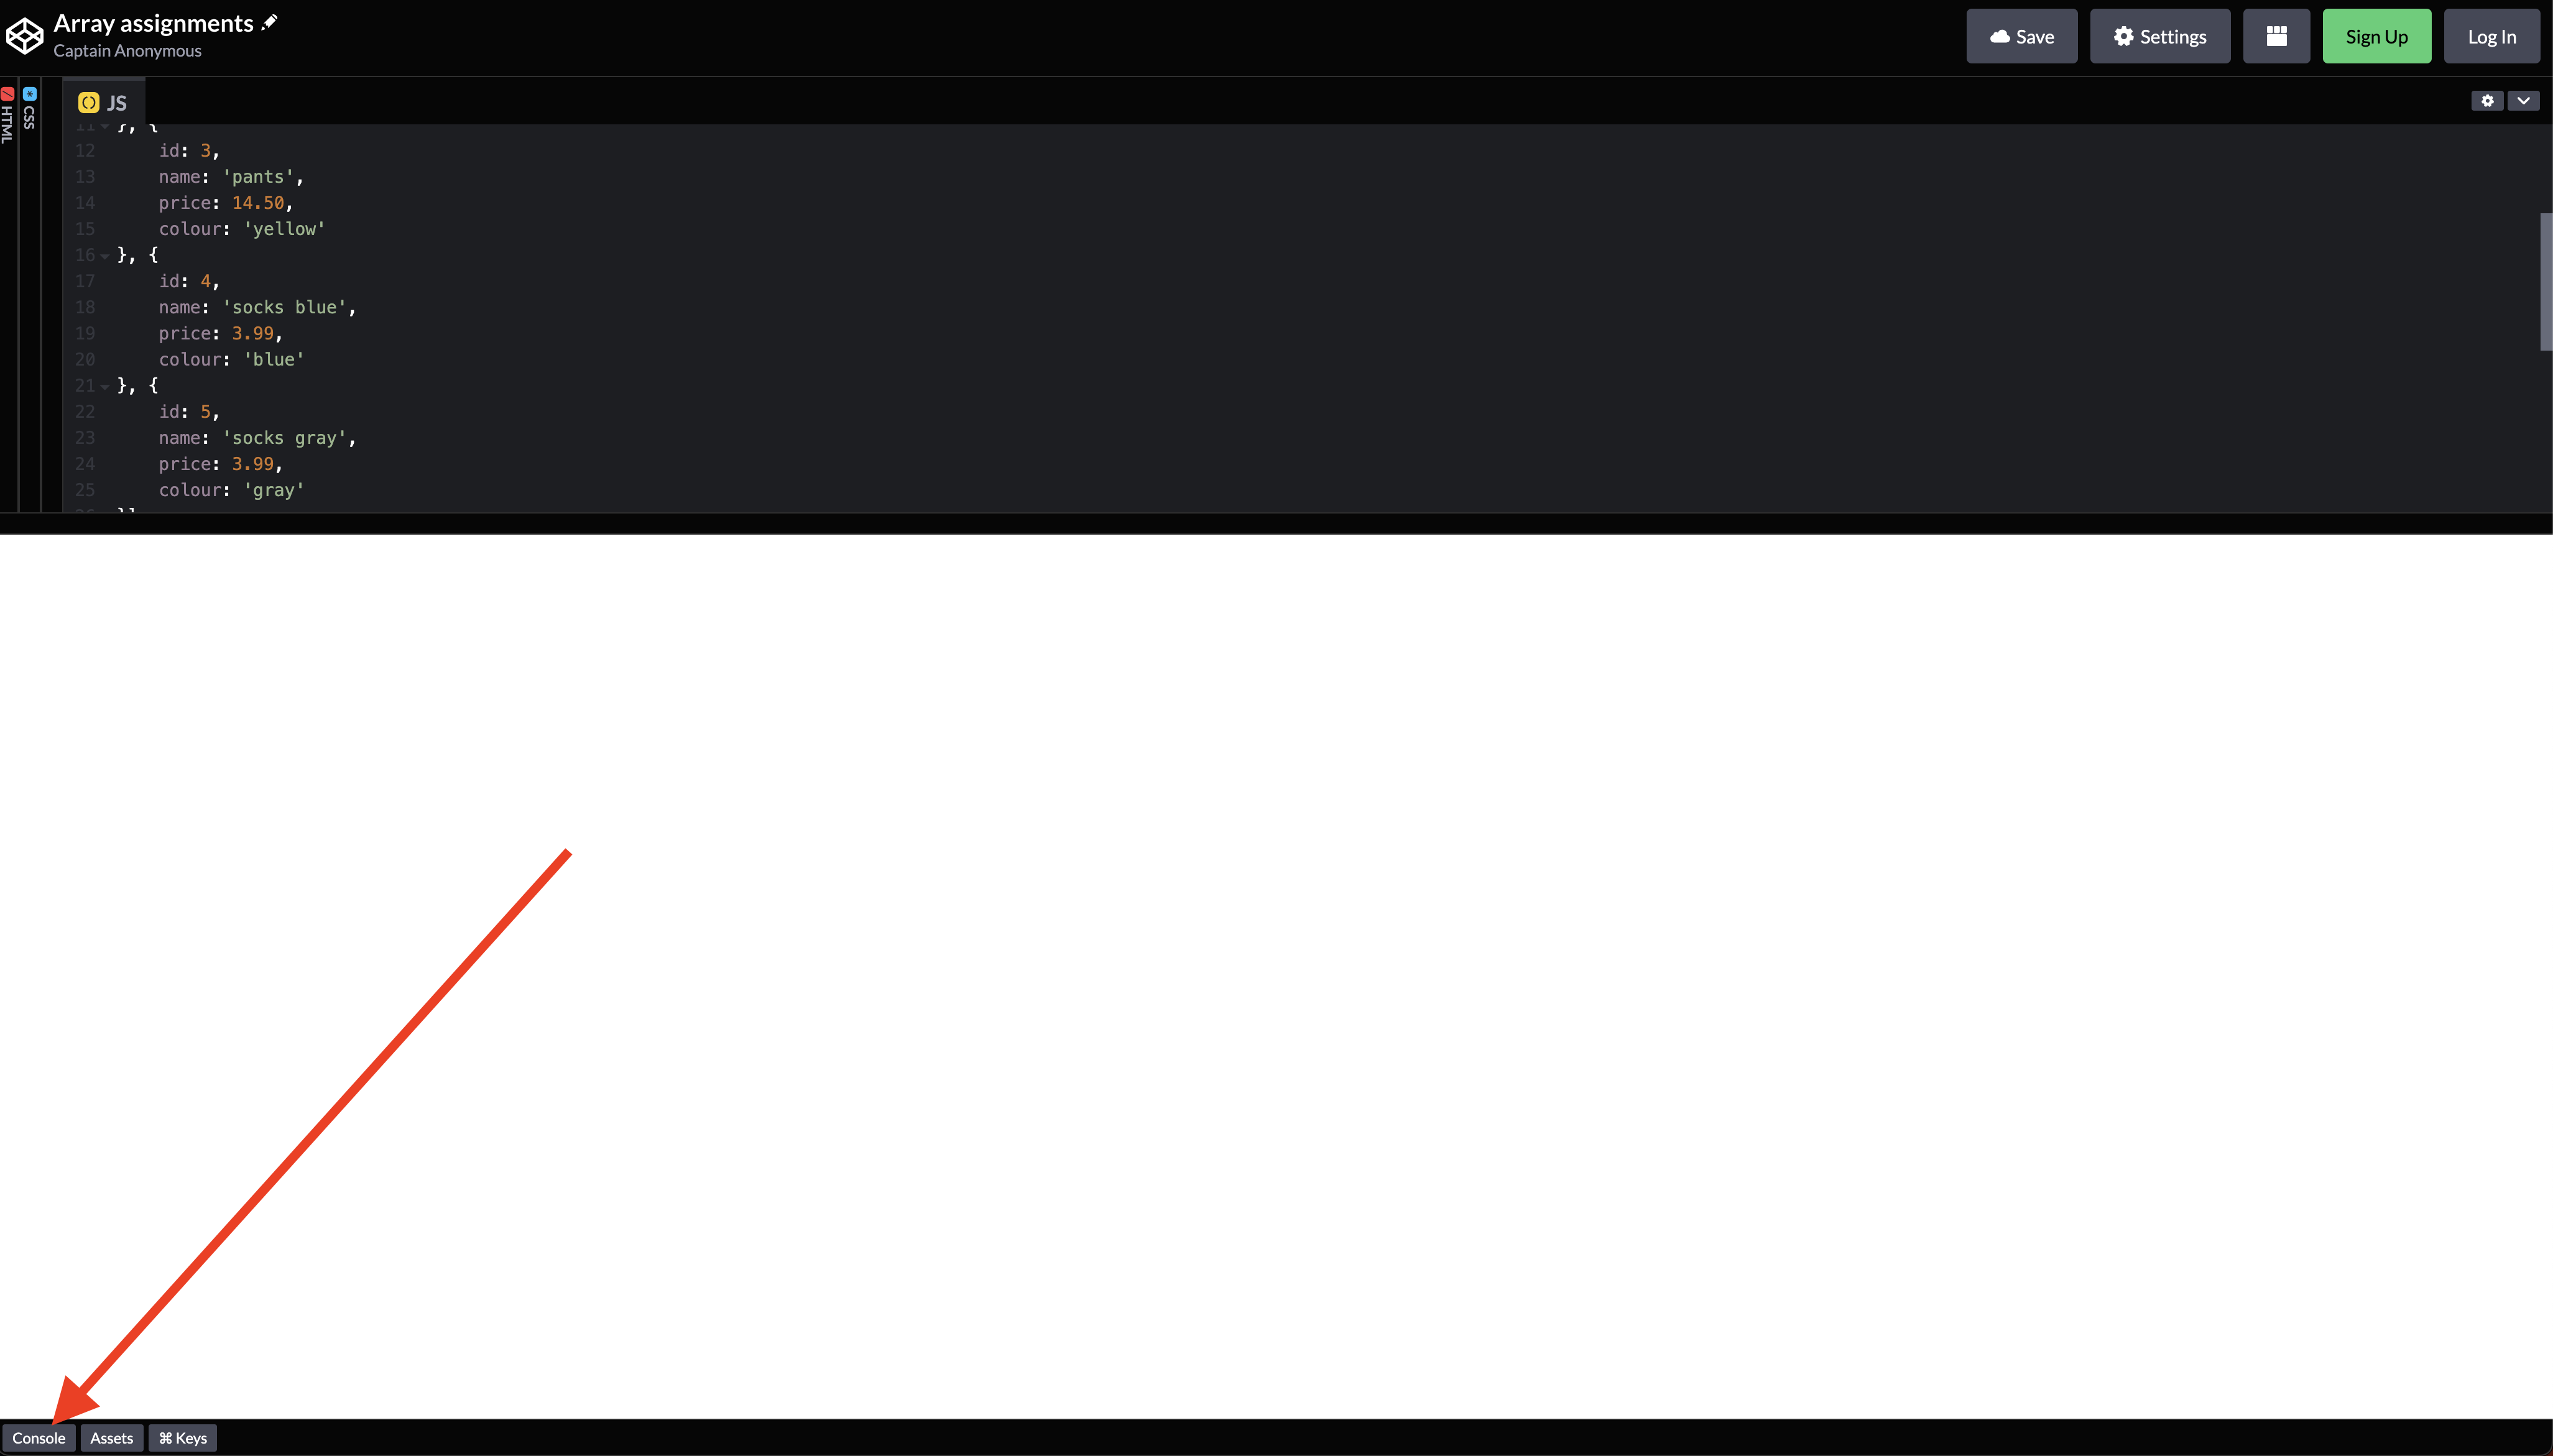 Array assignments
Captain Anonymous
Save
Settings
Sign Up
Log In
HTML
CSS
JS
11 }, {
12 id: 3,
13 name: 'pants',
14 price: 14.50,
15 colour: 'yellow'
16 }, {
17 id: 4,
18 name: 'socks blue',
19 price: 3.99,
20 colour: 'blue'
21 }, {
22 id: 5,
23 name: 'socks gray',
24 price: 3.99,
25 colour: 'gray'
Console
Assets
⌘ Keys